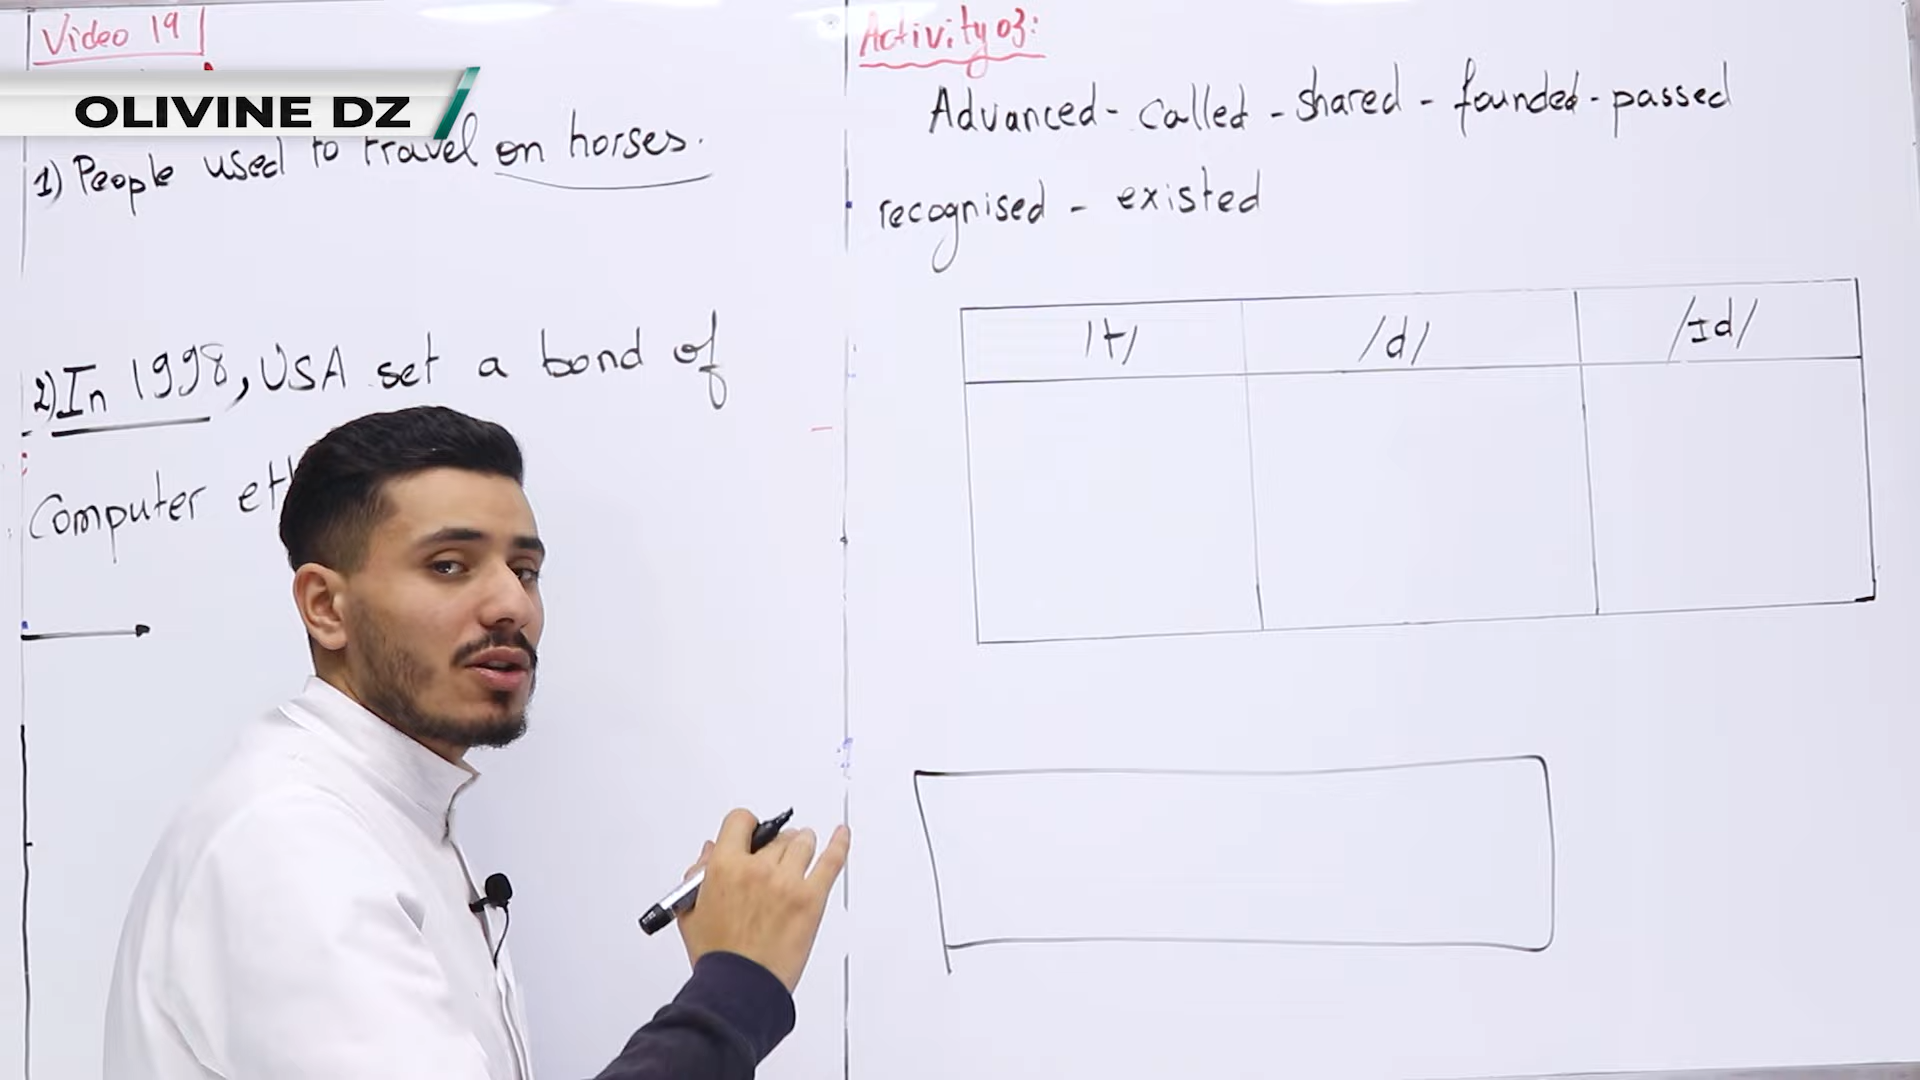 Video 19
OLIVINE DZ
1) People used to travel on horses.
2) In 1998, USA set a bond of
Computer eth
Activity 03:
Advanced - called - shared - founded - passed
recognised - existed
/t/ /d/ /Id/